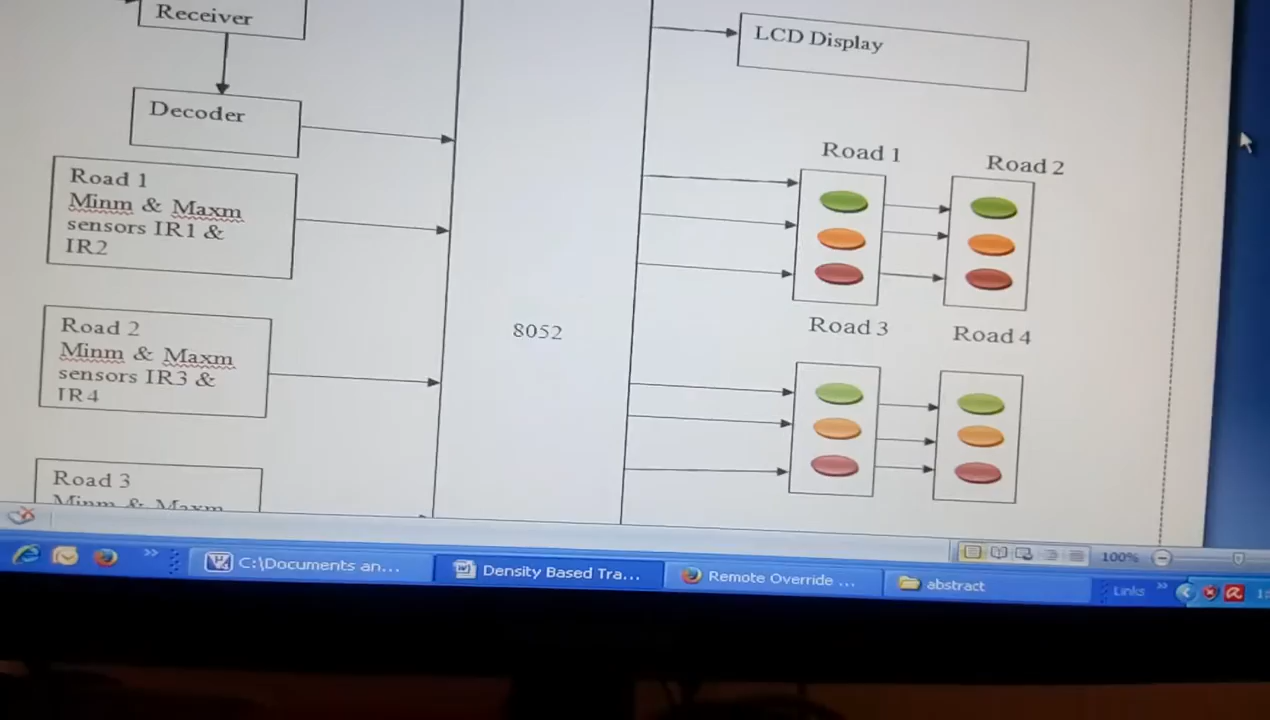 Receiver
Decoder
Road 1
Minm & Maxm
sensors IR1 &
IR2
Road 2
Minm & Maxm
sensors IR3 &
IR4
Road 3
Minm & Maxm
8052
LCD Display
Road 1
Road 2
Road 3
Road 4
100%
C:\Documents an...
Density Based Tra...
Remote Override ...
abstract
Links